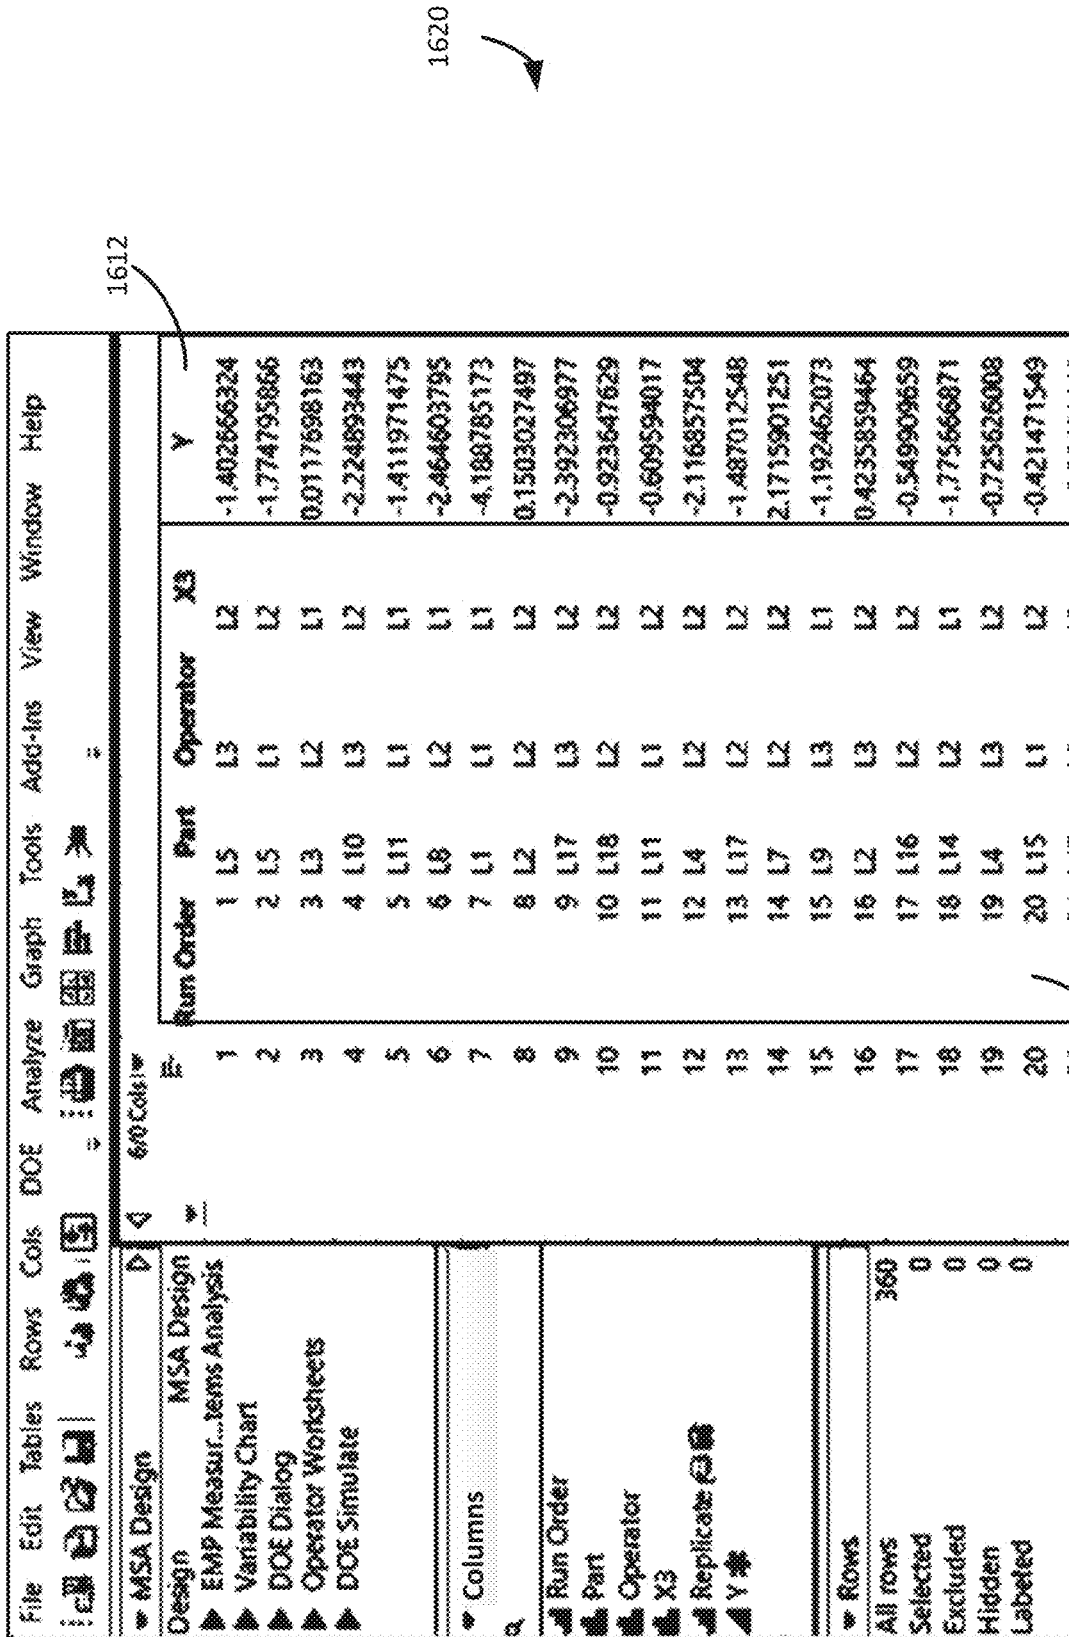 1620
1612
File Edit Tables Rows Cols DOE Analyze Graph Tools Add-Ins View Window Help
MSA Design
Design MSA Design
EMP Measur...tems Analysis
Variability Chart
DOE Dialog
Operator Worksheets
DOE Simulate
Columns
Run Order
Part
Operator
X3
Replicate
Y
Rows
All rows 360
Selected 0
Excluded 0
Hidden 0
Labeled 0
6/0 Cols
Run Order Part Operator X3 Y
1 1 L5 L3 L2 -1.402666324
2 2 L5 L1 L2 -1.774795866
3 3 L3 L2 L1 0.0117698163
4 4 L10 L3 L2 -2.224893443
5 5 L11 L1 L1 -1.411971475
6 6 L8 L2 L1 -2.464603795
7 7 L1 L1 L1 -4.188785173
8 8 L2 L2 L2 0.1503027497
9 9 L17 L3 L2 -2.392306977
10 10 L18 L2 L2 -0.923647629
11 11 L11 L1 L2 -0.609594017
12 12 L4 L2 L2 -2.116857504
13 13 L17 L2 L2 -1.487012548
14 14 L7 L2 L2 2.1715901251
15 15 L9 L3 L1 -1.192462073
16 16 L2 L3 L2 0.4235859464
17 17 L16 L2 L2 -0.549909659
18 18 L14 L2 L1 -1.775666871
19 19 L4 L3 L2 -0.725626008
20 20 L15 L1 L2 -0.421471549